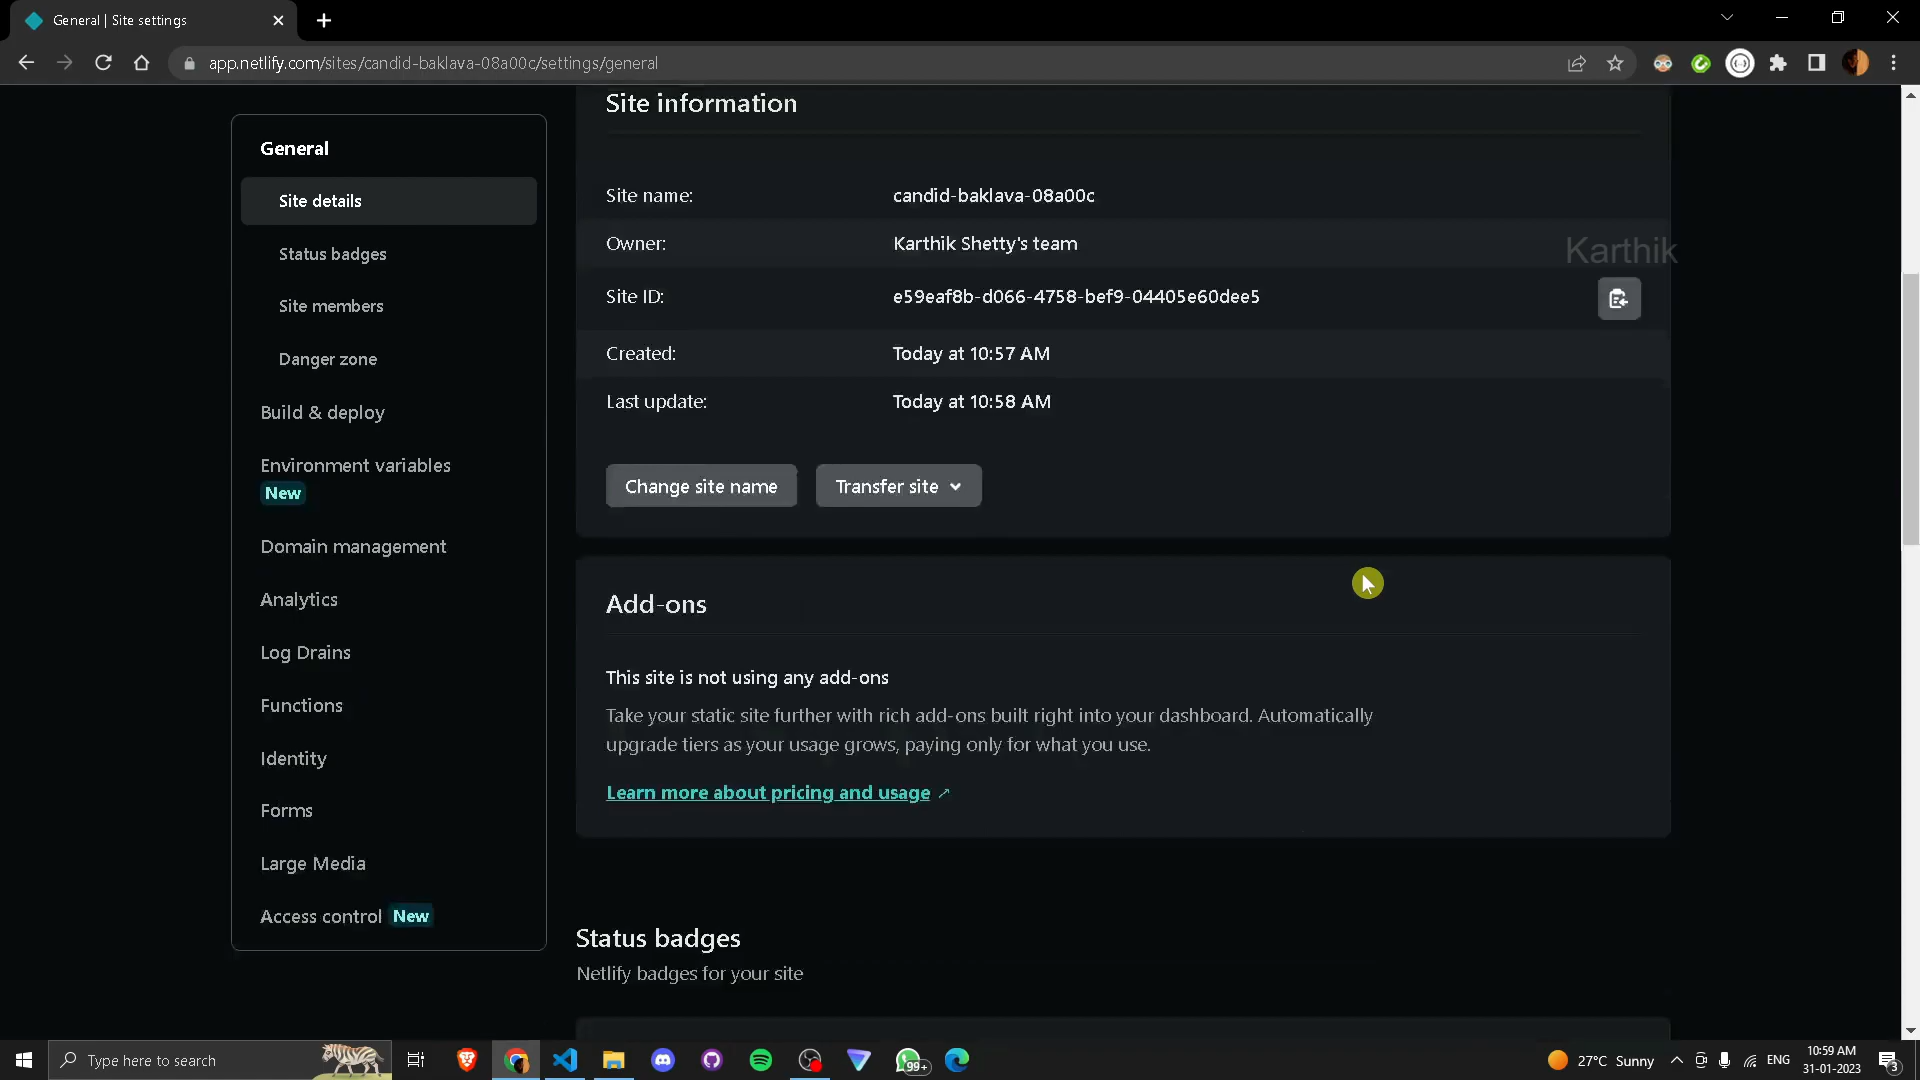 General | Site settings
app.netlify.com/sites/candid-baklava-08a00c/settings/general
General
Site details
Status badges
Site members
Danger zone
Build & deploy
Environment variables
New
Domain management
Analytics
Log Drains
Functions
Identity
Forms
Large Media
Access control New
Site information
Site name: candid-baklava-08a00c
Owner: Karthik Shetty's team
Karthik
Site ID: e59eaf8b-d066-4758-bef9-04405e60dee5
Created: Today at 10:57 AM
Last update: Today at 10:58 AM
Change site name Transfer site
Add-ons
This site is not using any add-ons
Take your static site further with rich add-ons built right into your dashboard. Automatically
upgrade tiers as your usage grows, paying only for what you use.
Learn more about pricing and usage
Status badges
Netlify badges for your site
Type here to search
99+
27°C Sunny
ENG
10:59 AM
31-01-2023
3